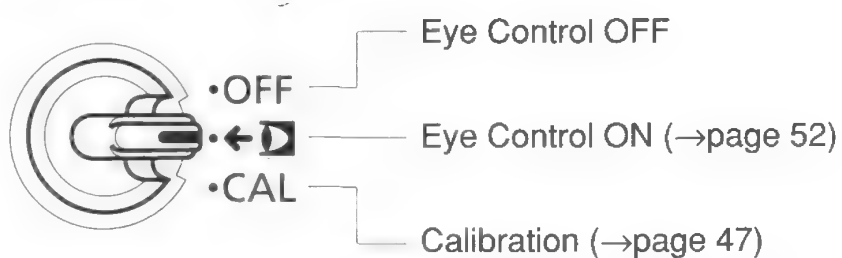 Eye Control OFF
•OFF
•← Eye Control ON (→page 52)
•CAL
Calibration (→page 47)